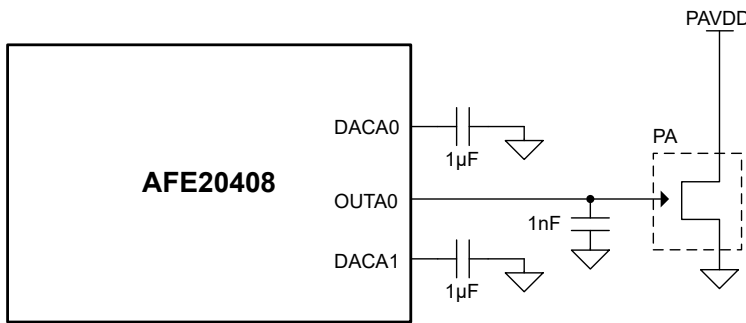 PAVDD
DACA0
1µF
PA
AFE20408
OUTA0
1nF
DACA1
1µF